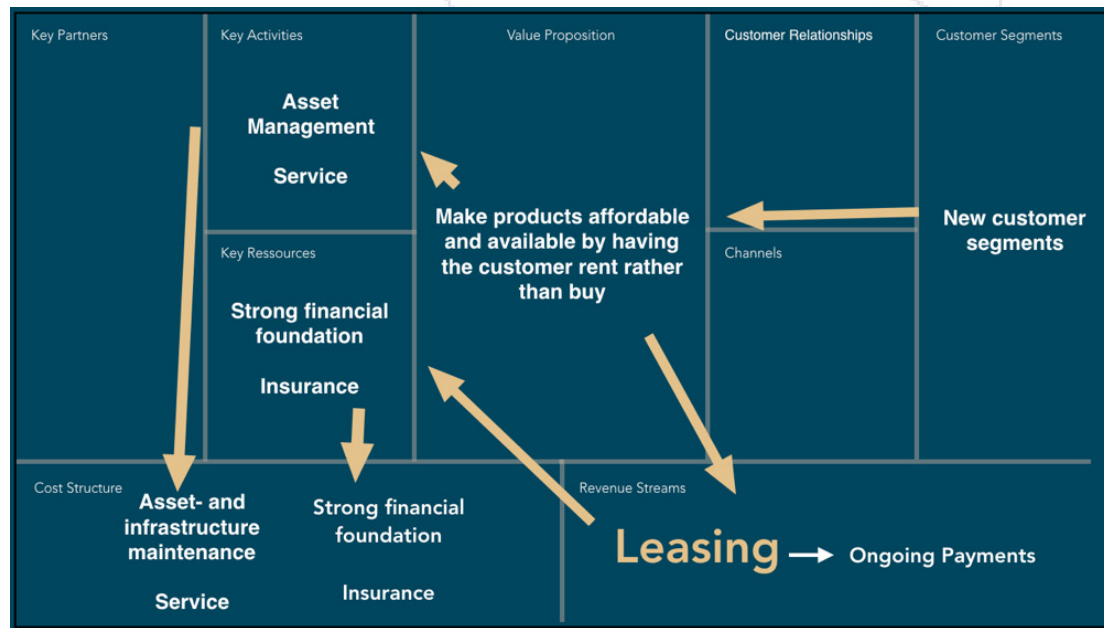 Key Partners
Key Activities
Value Proposition
Customer Relationships
Customer Segments
Asset
Management
Service
Make products affordable
and available by having
the customer rent rather
than buy
New customer
segments
Key Ressources
Channels
Strong financial
foundation
Insurance
Cost Structure
Asset- and
infrastructure
maintenance
Service
Strong financial
foundation
Insurance
Revenue Streams
Leasing
Ongoing Payments